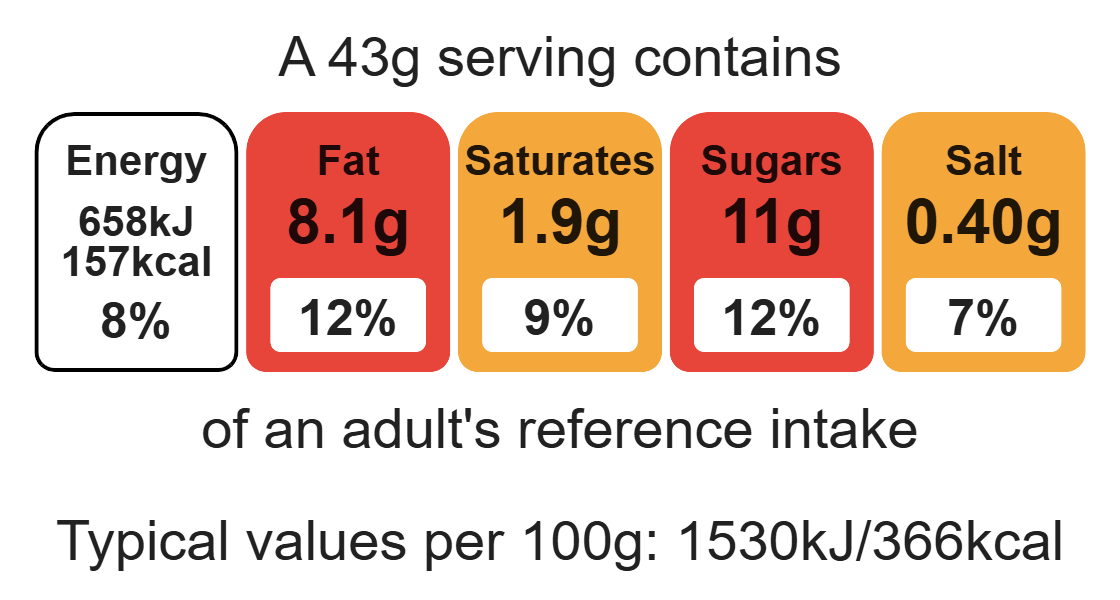 A 43g serving contains
Energy
658kJ
157kcal
8%
Fat
8.1g
12%
Saturates
1.9g
9%
Sugars
11g
12%
Salt
0.40g
7%
of an adult's reference intake
Typical values per 100g: 1530kJ/366kcal